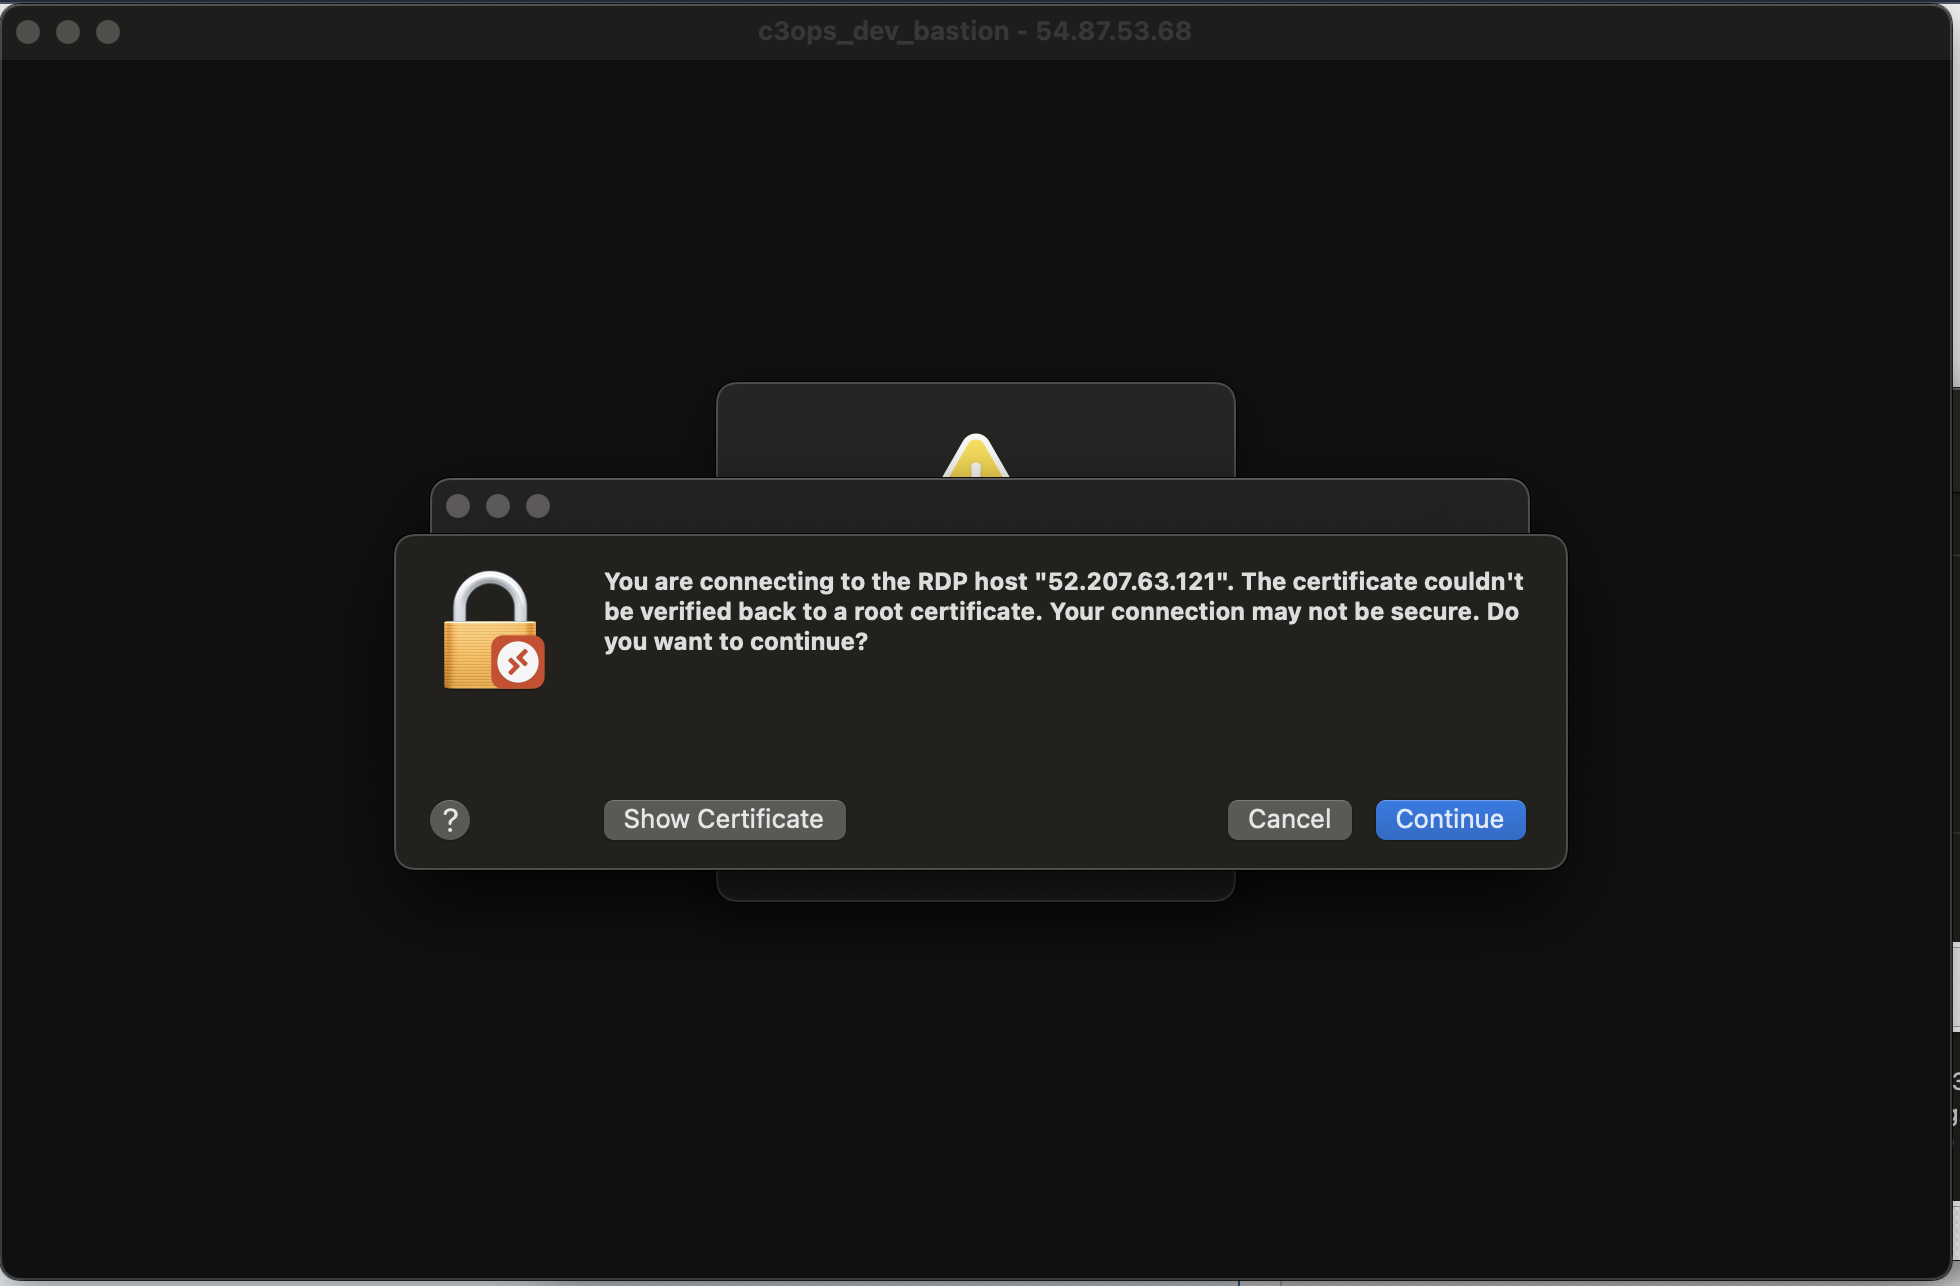 c3ops_dev_bastion - 54.87.53.68
You are connecting to the RDP host "52.207.63.121". The certificate couldn't
be verified back to a root certificate. Your connection may not be secure. Do
you want to continue?
?
Show Certificate
Cancel
Continue